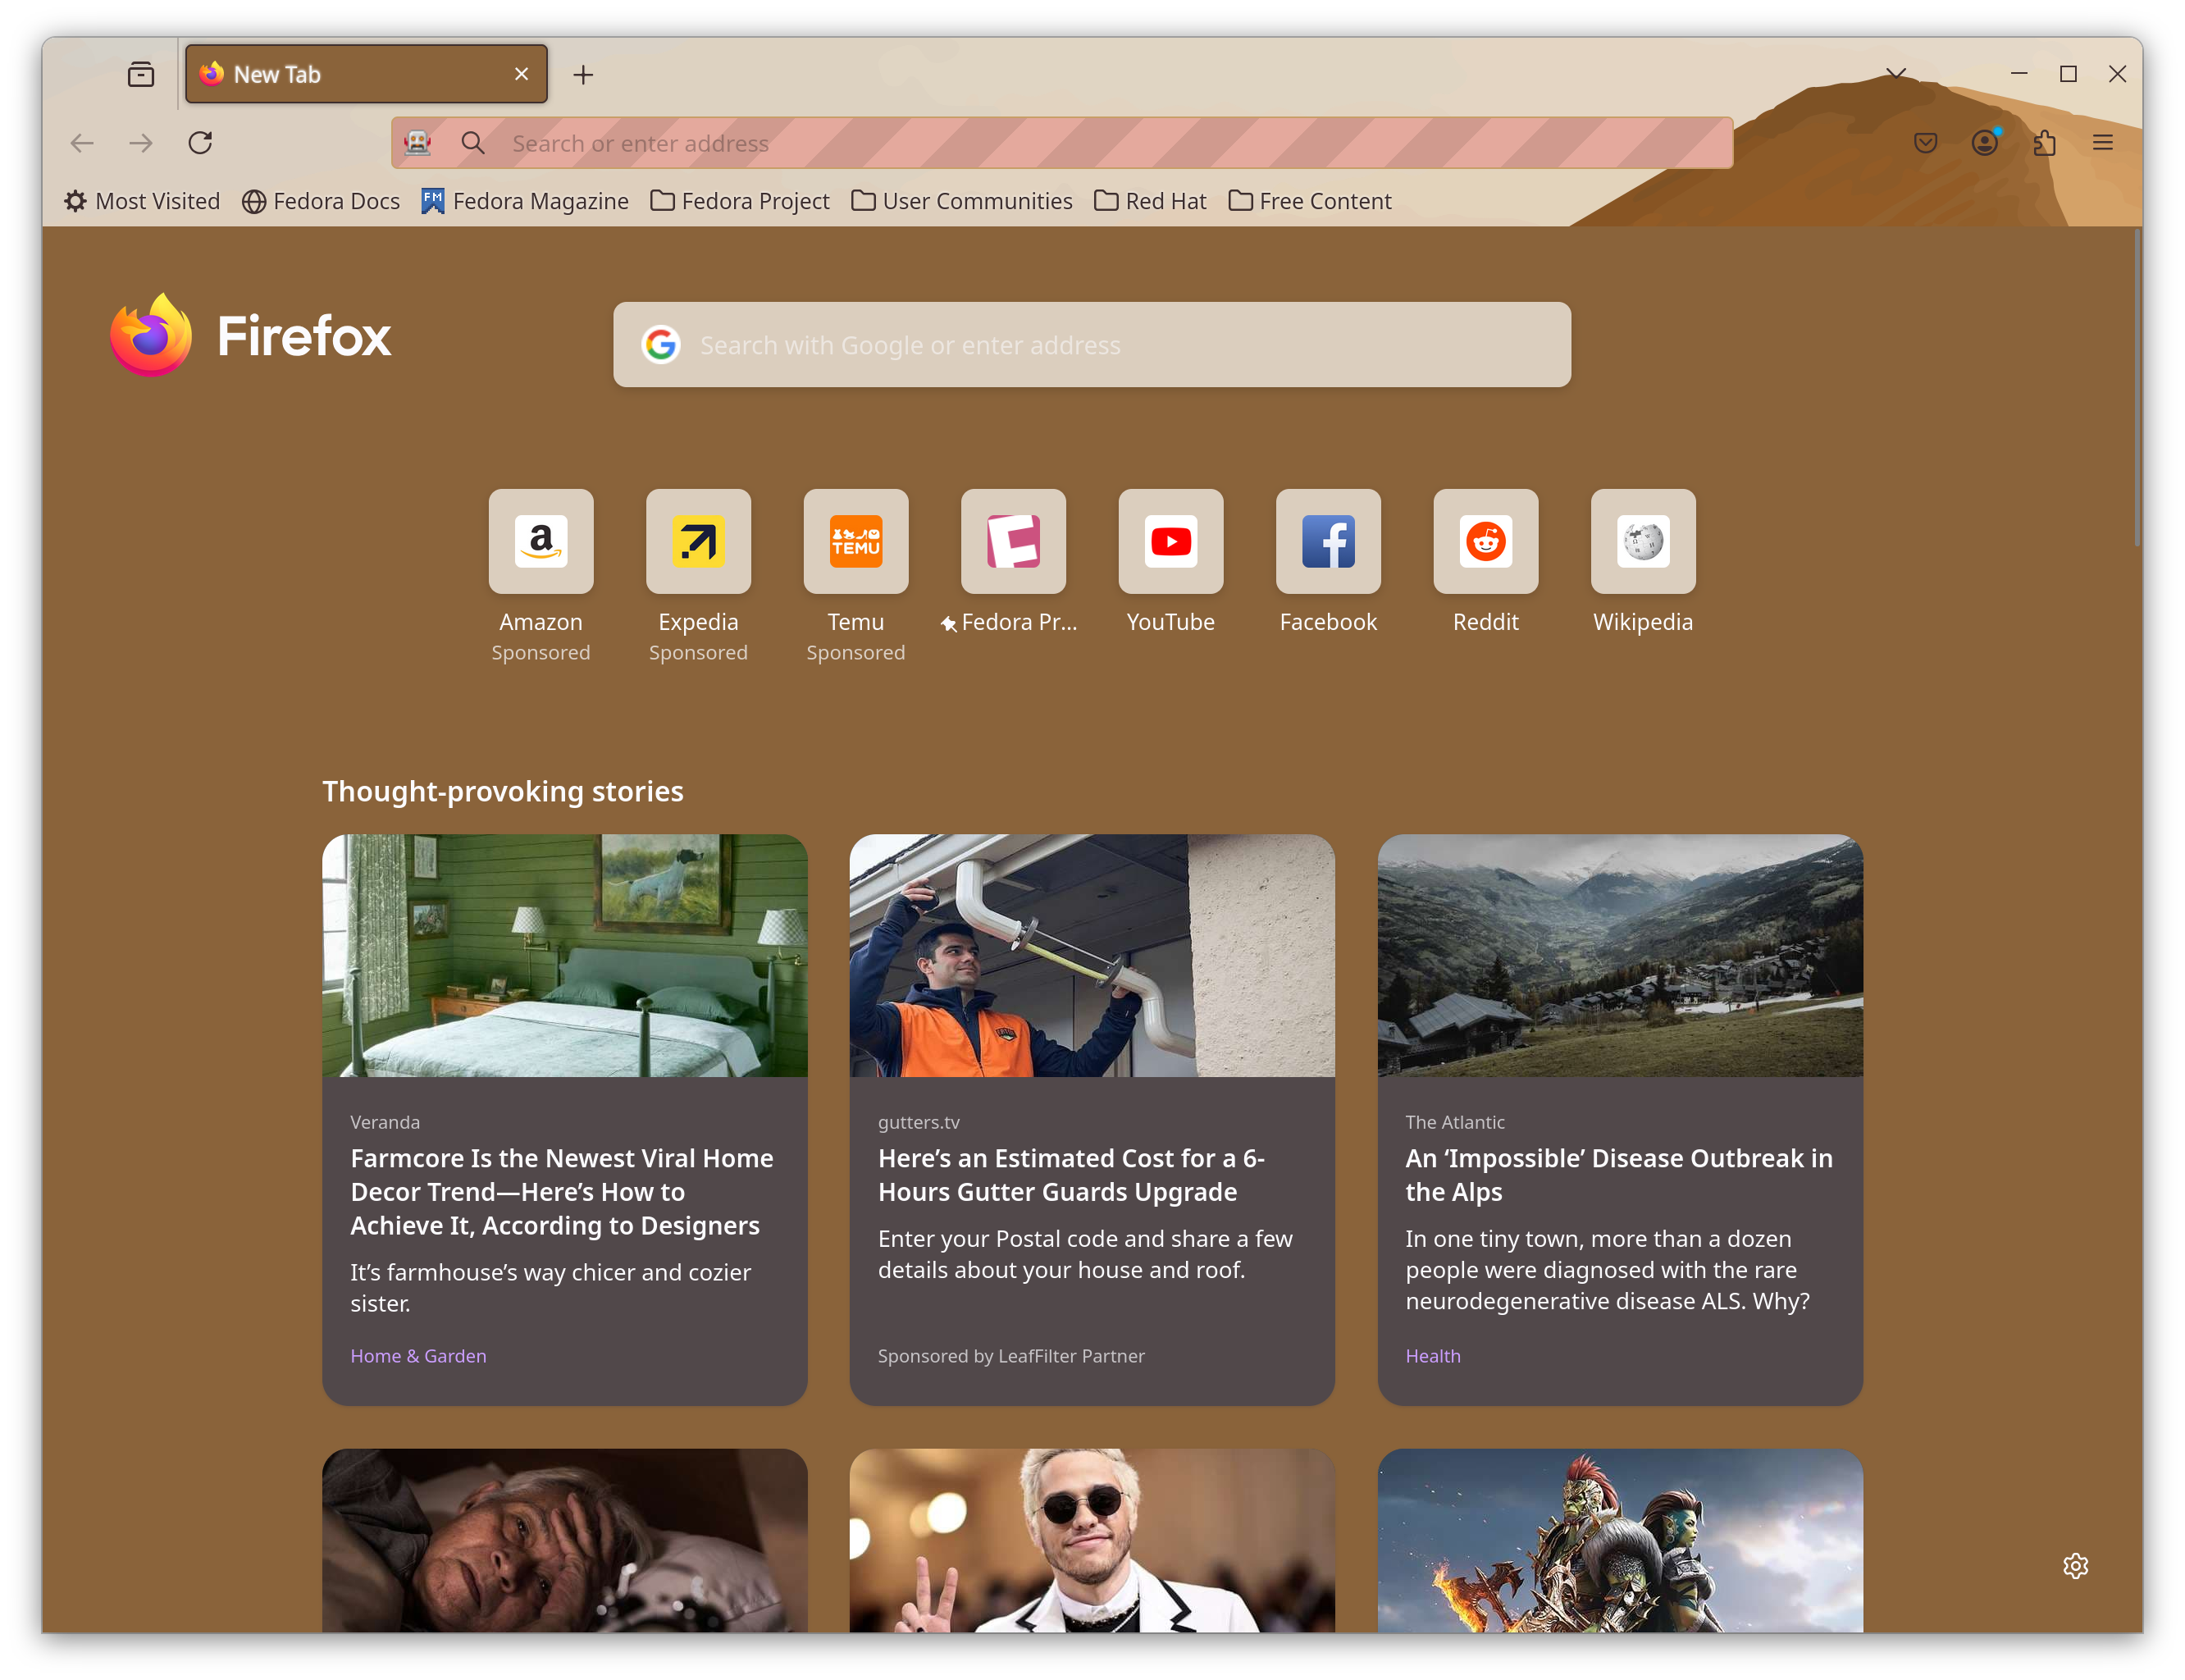 New Tab
Search or enter address
Most Visited Fedora Docs FM Fedora Magazine Fedora Project User Communities Red Hat Free Content
Firefox
Search with Google or enter address
TEMU
Amazon Expedia Temu Fedora Pr... YouTube Facebook Reddit Wikipedia
Sponsored Sponsored Sponsored
Thought-provoking stories
Veranda
Farmcore Is the Newest Viral Home
Decor Trend—Here’s How to
Achieve It, According to Designers
It’s farmhouse’s way chicer and cozier
sister.
Home & Garden
gutters.tv
Here’s an Estimated Cost for a 6-
Hours Gutter Guards Upgrade
Enter your Postal code and share a few
details about your house and roof.
Sponsored by LeafFilter Partner
The Atlantic
An ‘Impossible’ Disease Outbreak in
the Alps
In one tiny town, more than a dozen
people were diagnosed with the rare
neurodegenerative disease ALS. Why?
Health